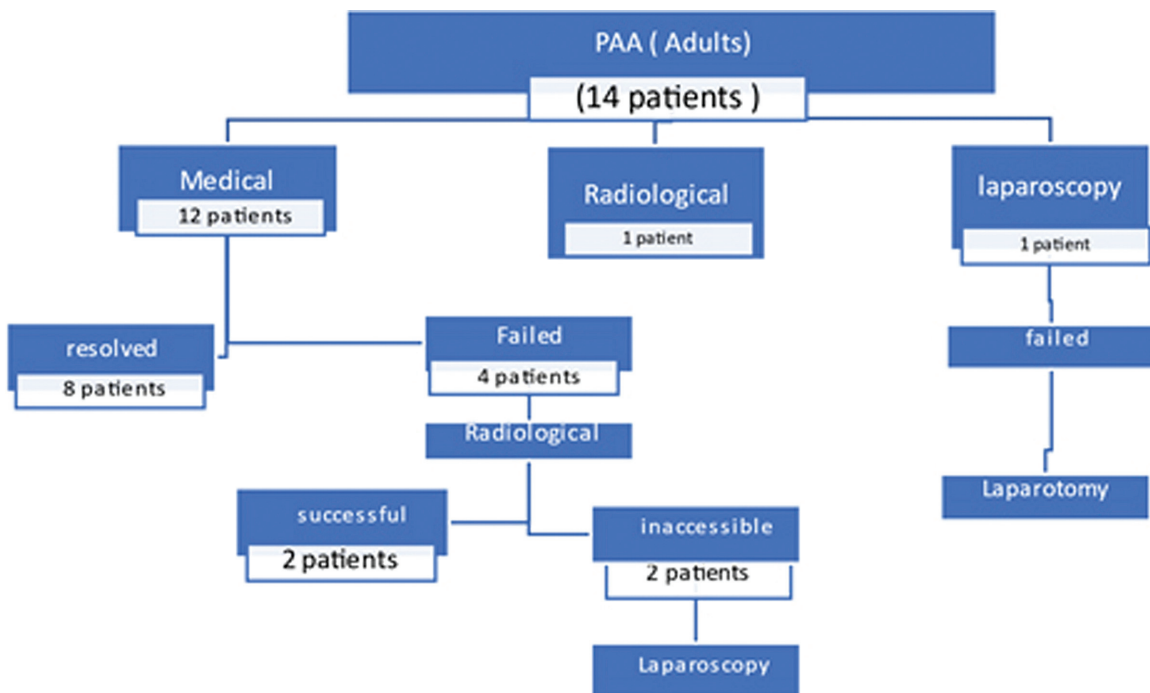 PAA ( Adults)
(14 patients )
Medical
12 patients
Radiological
1 patient
laparoscopy
1 patient
resolved
8 patients
Failed
4 patients
failed
Radiological
Laparotomy
successful
2 patients
inaccessible
2 patients
Laparoscopy